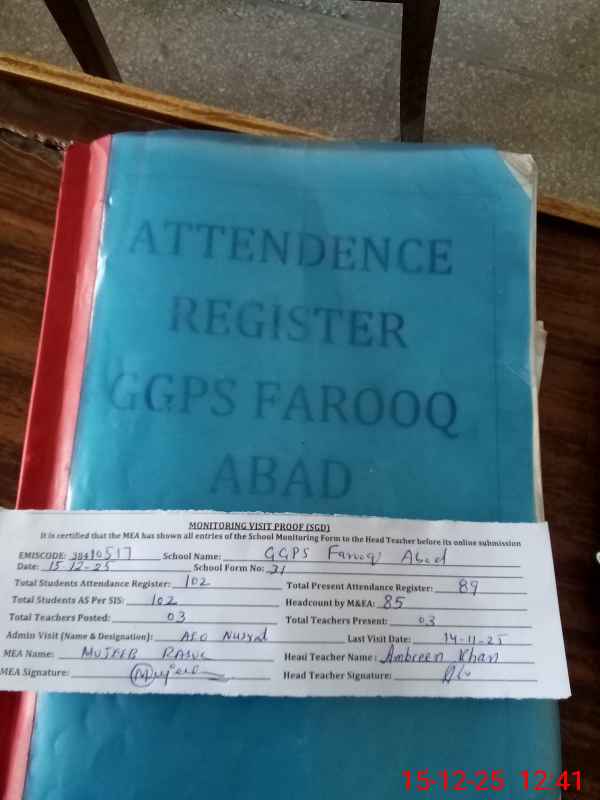 ATTENDENCE
REGISTER
GGPS FAROOQ
ABAD
MONITORING VISIT PROOF (SGD)
It is certified that the MEA has shown all entries of the School Monitoring Form to the Head Teacher before its online submission
EMISCODE: 38410517 School Name: GGPS Farooq Abad
Date: 15-12-25 School Form No: 31
Total Students Attendance Register: 102 Total Present Attendance Register: 89
Total Students AS Per SIS: 102 Headcount by M&EA: 85
Total Teachers Posted: 03 Total Teachers Present: 03
Admin Visit (Name & Designation): AEO Nusrat Last Visit Date: 14-11-25
MEA Name: MUJEEB RASUL Head Teacher Name: Ambreen Khan
MEA Signature: Mujeeb Head Teacher Signature:
15-12-25 12:41